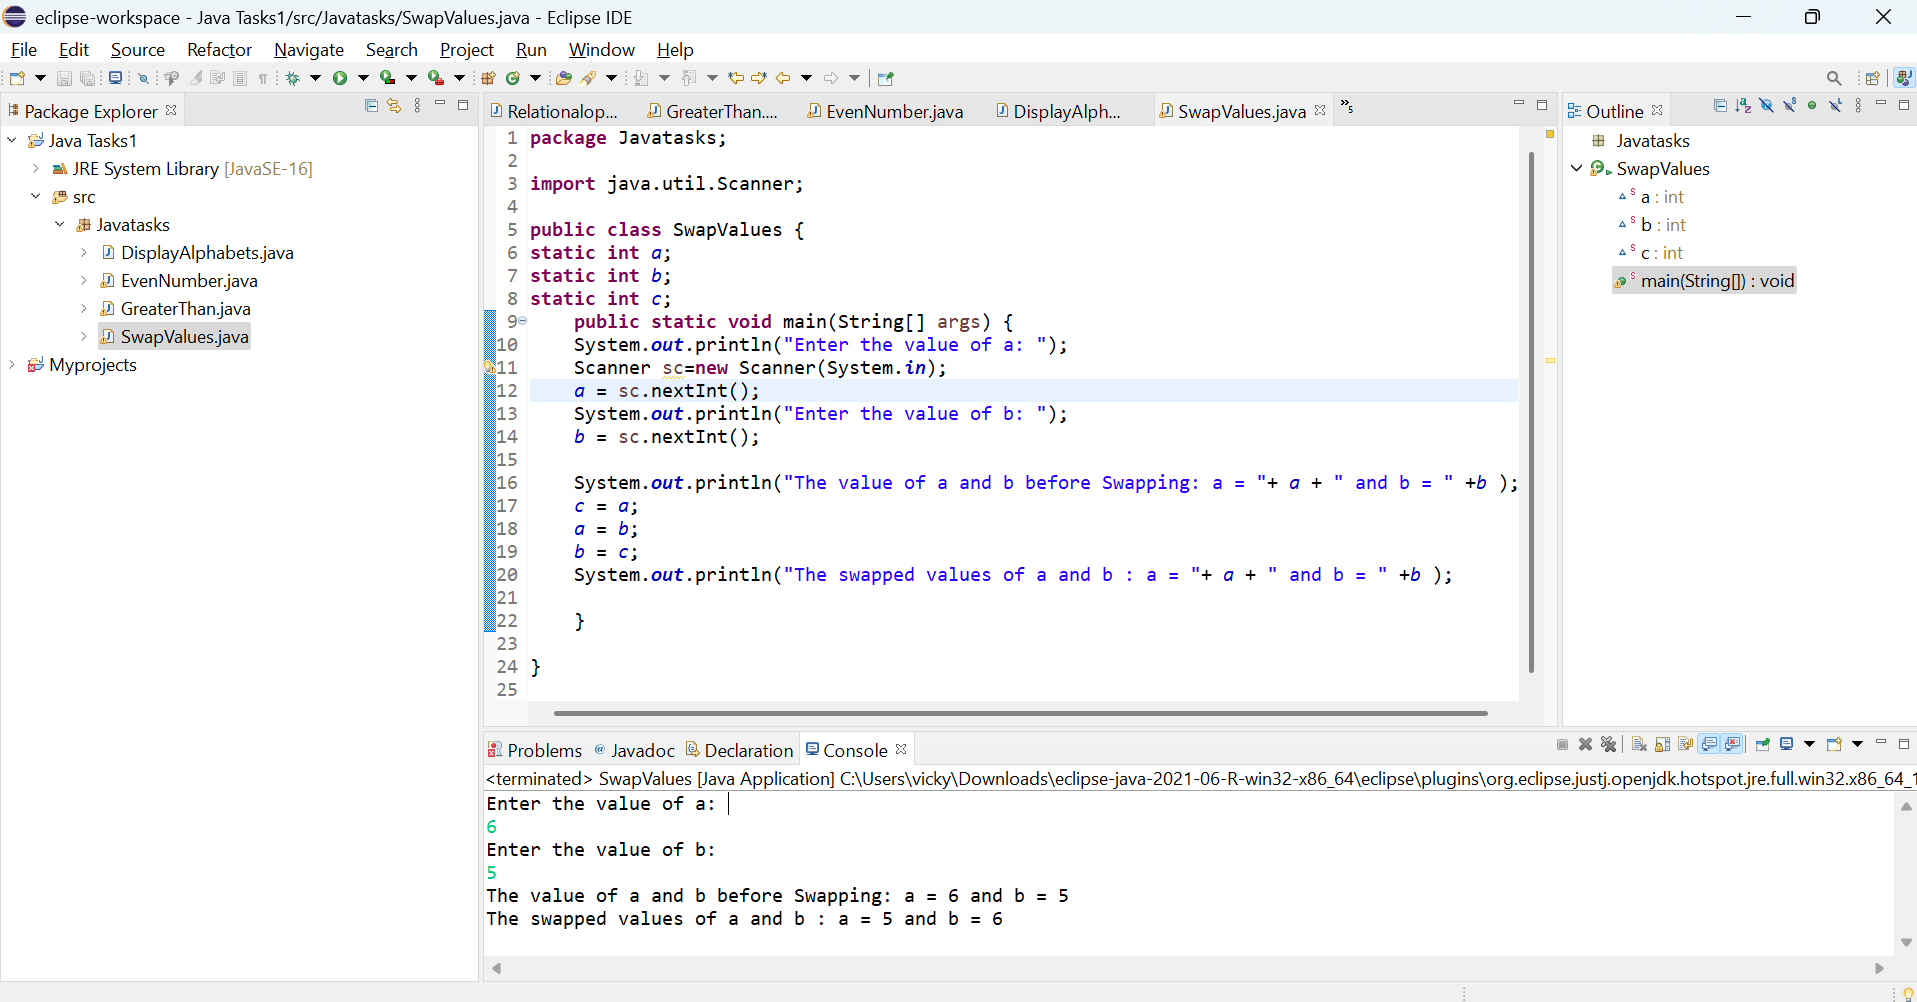 eclipse-workspace - Java Tasks1/src/Javatasks/SwapValues.java - Eclipse IDE
File Edit Source Refactor Navigate Search Project Run Window Help
Package Explorer
Java Tasks1
JRE System Library [JavaSE-16]
src
Javatasks
DisplayAlphabets.java
EvenNumber.java
GreaterThan.java
SwapValues.java
Myprojects
Relationalop... GreaterThan.... EvenNumber.java DisplayAlph... SwapValues.java »5
1 package Javatasks;
2
3 import java.util.Scanner;
4
5 public class SwapValues {
6 static int a;
7 static int b;
8 static int c;
9 public static void main(String[] args) {
10 System.out.println("Enter the value of a: ");
11 Scanner sc=new Scanner(System.in);
12 a = sc.nextInt();
13 System.out.println("Enter the value of b: ");
14 b = sc.nextInt();
15
16 System.out.println("The value of a and b before Swapping: a = "+ a + " and b = " +b );
17 c = a;
18 a = b;
19 b = c;
20 System.out.println("The swapped values of a and b : a = "+ a + " and b = " +b );
21
22 }
23
24 }
25
Outline
Javatasks
SwapValues
a : int
b : int
c : int
main(String[]) : void
Problems Javadoc Declaration Console
<terminated> SwapValues [Java Application] C:\Users\vicky\Downloads\eclipse-java-2021-06-R-win32-x86_64\eclipse\plugins\org.eclipse.justj.openjdk.hotspot.jre.full.win32.x86_64_1
Enter the value of a:
6
Enter the value of b:
5
The value of a and b before Swapping: a = 6 and b = 5
The swapped values of a and b : a = 5 and b = 6